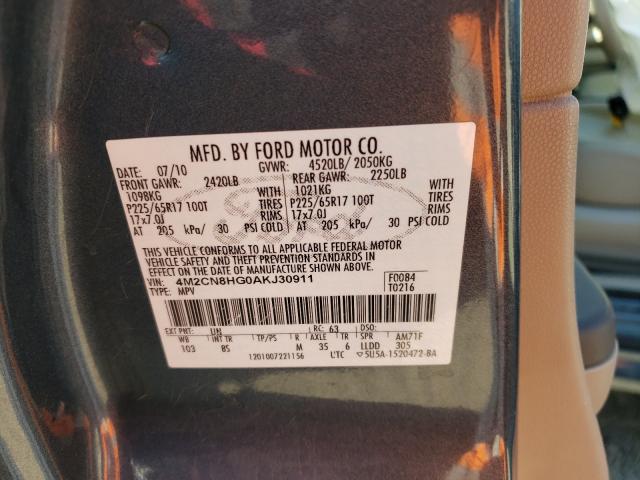 MFD. BY FORD MOTOR CO.
DATE: 07/10 GVWR: 4520LB/ 2050KG
FRONT GAWR: 2420LB REAR GAWR: 2250LB
1098KG WITH 1021KG WITH
P225/65R17 100T TIRES P225/65R17 100T TIRES
17x7.0J RIMS 17x7.0J RIMS
AT 205 kPa/ 30 PSI COLD AT 205 kPa/ 30 PSI COLD
THIS VEHICLE CONFORMS TO ALL APPLICABLE FEDERAL MOTOR
VEHICLE SAFETY AND THEFT PREVENTION STANDARDS IN
EFFECT ON THE DATE OF MANUFACTURE SHOWN ABOVE.
VIN: 4M2CN8HG0AKJ30911 F0084
TYPE: MPV T0216
EXT PNT: UN RC: 63 DSO:
WB INT TR TP/PS R AXLE TR SPR AM71F
103 BS M 35 6 LLDD 305
1201007221156 UTC ▽5U5A-1520472-BA